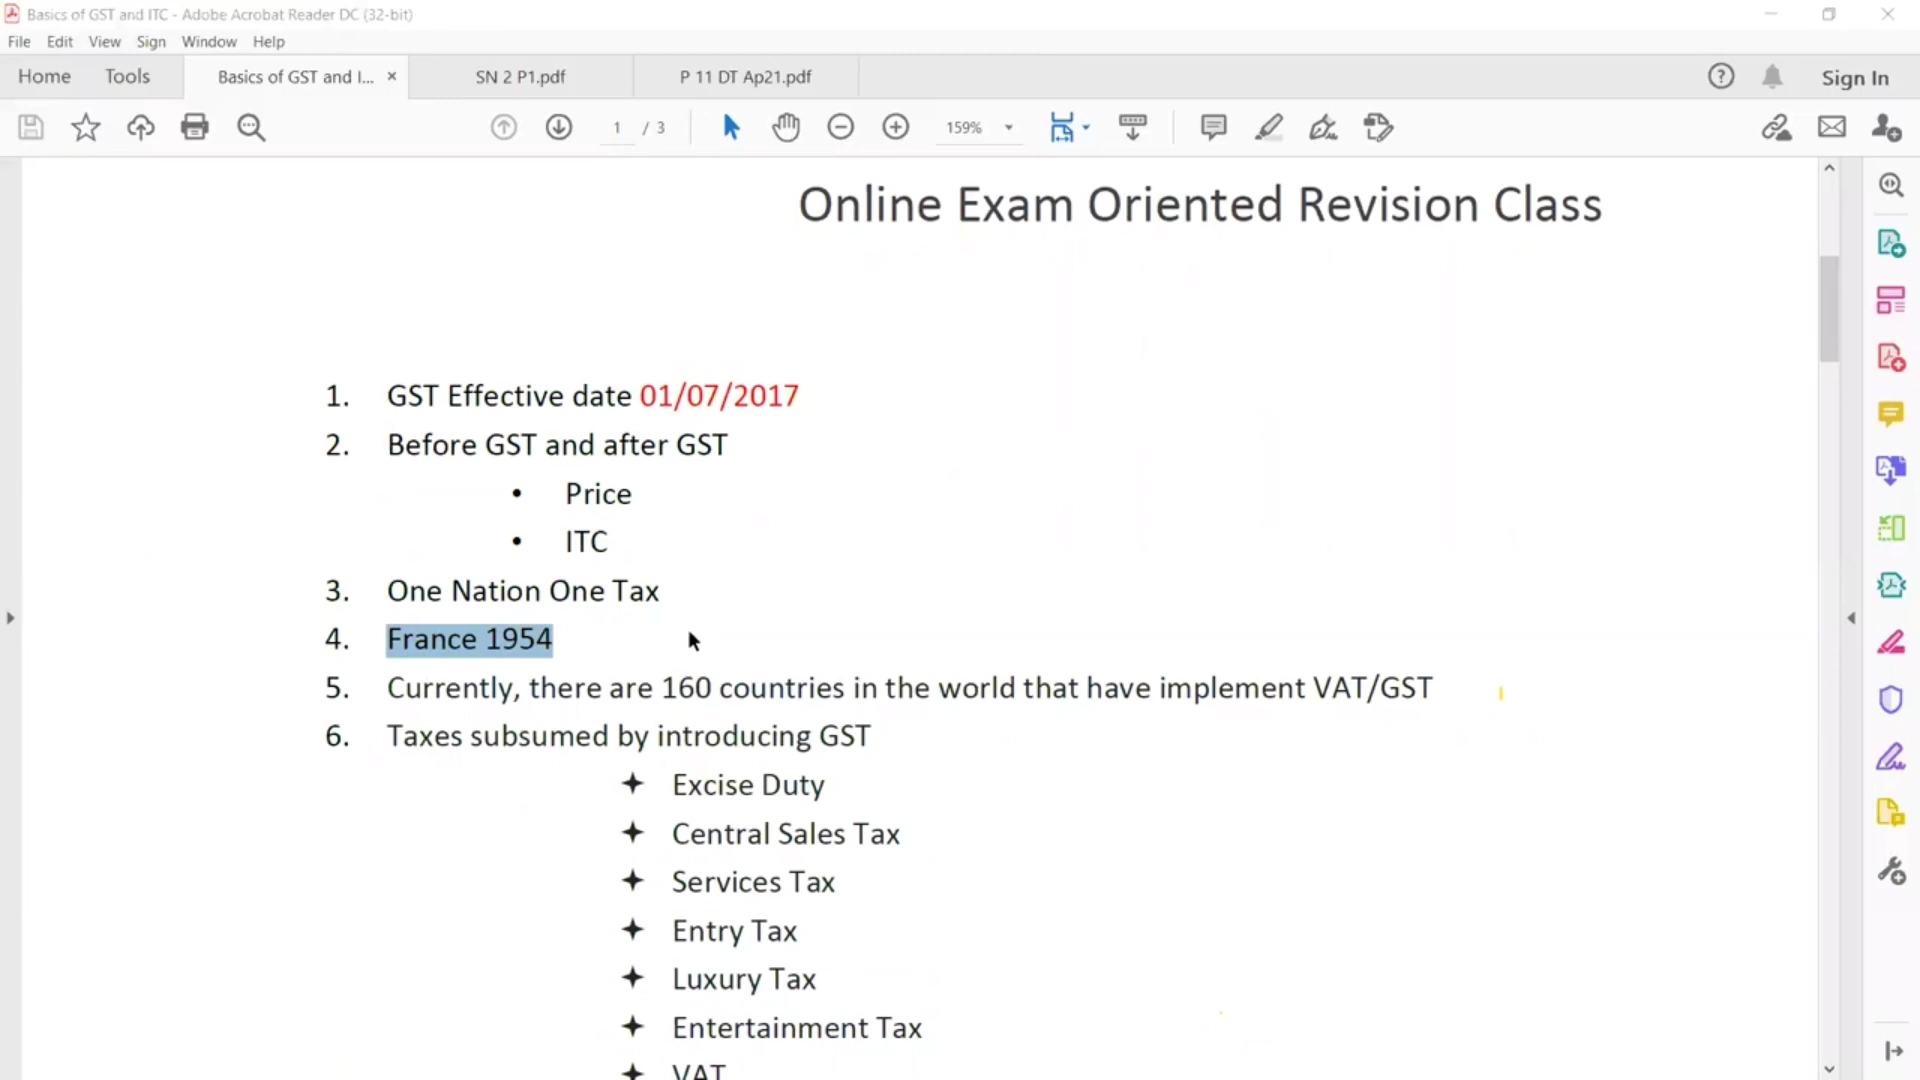 Basics of GST and ITC - Adobe Acrobat Reader DC (32-bit)
File Edit View Sign Window Help
Home Tools Basics of GST and I... × SN 2 P1.pdf P 11 DT Ap21.pdf Sign In
1 / 3 159%
Online Exam Oriented Revision Class
1. GST Effective date 01/07/2017
2. Before GST and after GST
• Price
• ITC
3. One Nation One Tax
4. France 1954
5. Currently, there are 160 countries in the world that have implement VAT/GST
6. Taxes subsumed by introducing GST
Excise Duty
Central Sales Tax
Services Tax
Entry Tax
Luxury Tax
Entertainment Tax
VAT